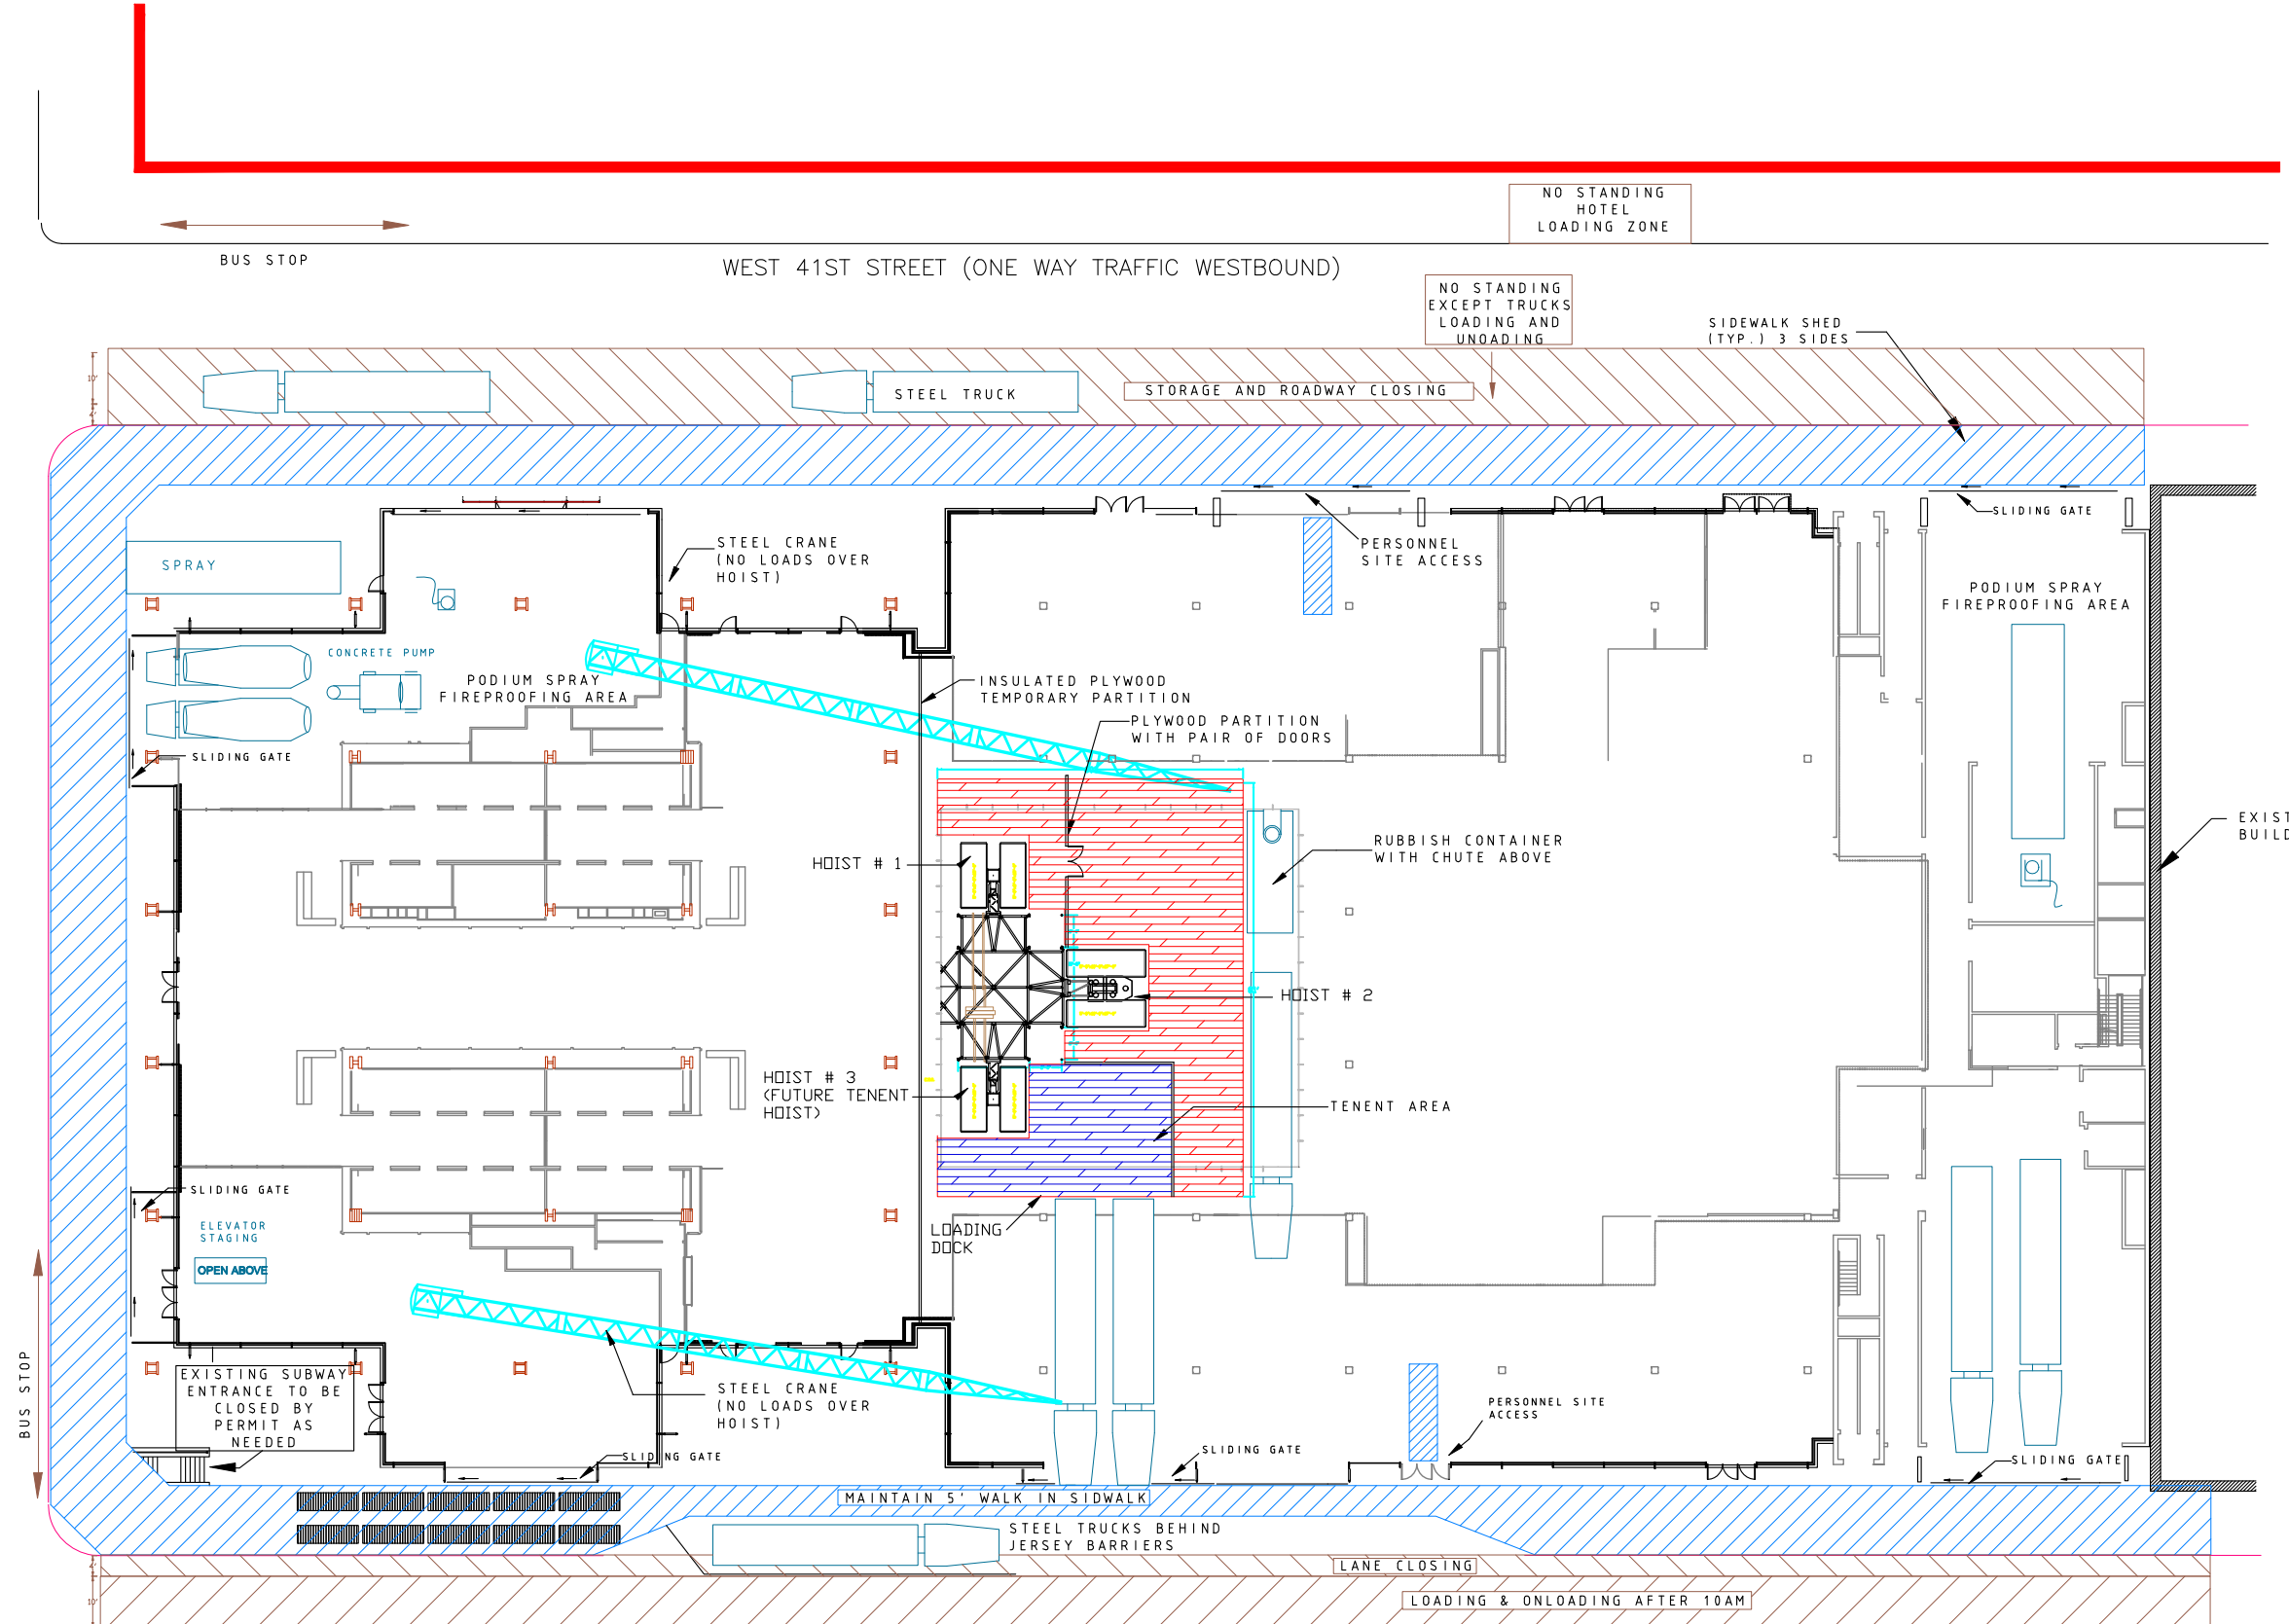 NO STANDING
HOTEL
LOADING ZONE
BUS STOP
WEST 41ST STREET (ONE WAY TRAFFIC WESTBOUND)
NO STANDING
EXCEPT TRUCKS
LOADING AND
UNOADING
SIDEWALK SHED
(TYP.) 3 SIDES
10'
STEEL TRUCK
STORAGE AND ROADWAY CLOSING
SLIDING GATE
STEEL CRANE
(NO LOADS OVER
HOIST)
PERSONNEL
SITE ACCESS
SPRAY
PODIUM SPRAY
FIREPROOFING AREA
CONCRETE PUMP
PODIUM SPRAY
FIREPROOFING AREA
INSULATED PLYWOOD
TEMPORARY PARTITION
PLYWOOD PARTITION
WITH PAIR OF DOORS
SLIDING GATE
EXIST
BUILD
RUBBISH CONTAINER
WITH CHUTE ABOVE
HOIST # 1
HOIST # 2
HOIST # 3
(FUTURE TENENT
HOIST)
TENENT AREA
SLIDING GATE
ELEVATOR
STAGING
OPEN ABOVE
LOADING
DOCK
BUS STOP
EXISTING SUBWAY
ENTRANCE TO BE
CLOSED BY
PERMIT AS
NEEDED
STEEL CRANE
(NO LOADS OVER
HOIST)
PERSONNEL SITE
ACCESS
SLIDING GATE
SLIDING GATE
SLIDING GATE
MAINTAIN 5' WALK IN SIDWALK
STEEL TRUCKS BEHIND
JERSEY BARRIERS
LANE CLOSING
10'
LOADING & ONLOADING AFTER 10AM